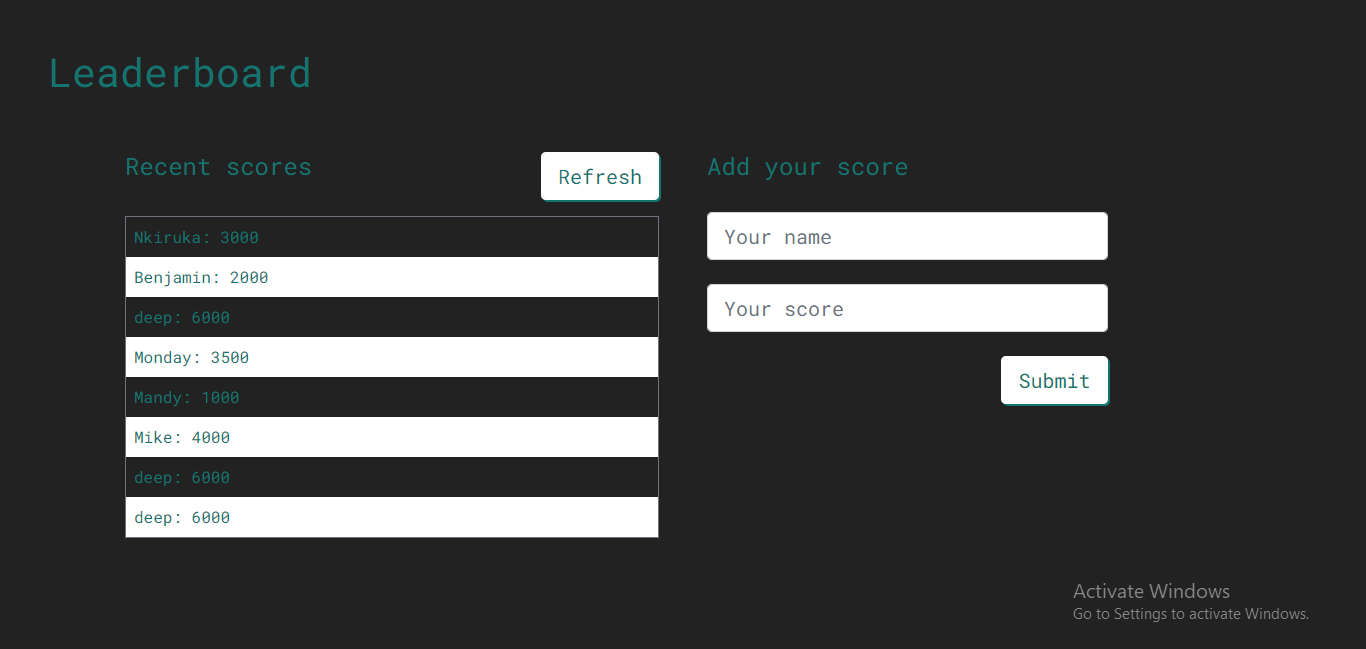 Leaderboard
Recent scores
Refresh
Nkiruka: 3000
Benjamin: 2000
deep: 6000
Monday: 3500
Mandy: 1000
Mike: 4000
deep: 6000
deep: 6000
Add your score
Your name
Your score
Submit
Activate Windows
Go to Settings to activate Windows.